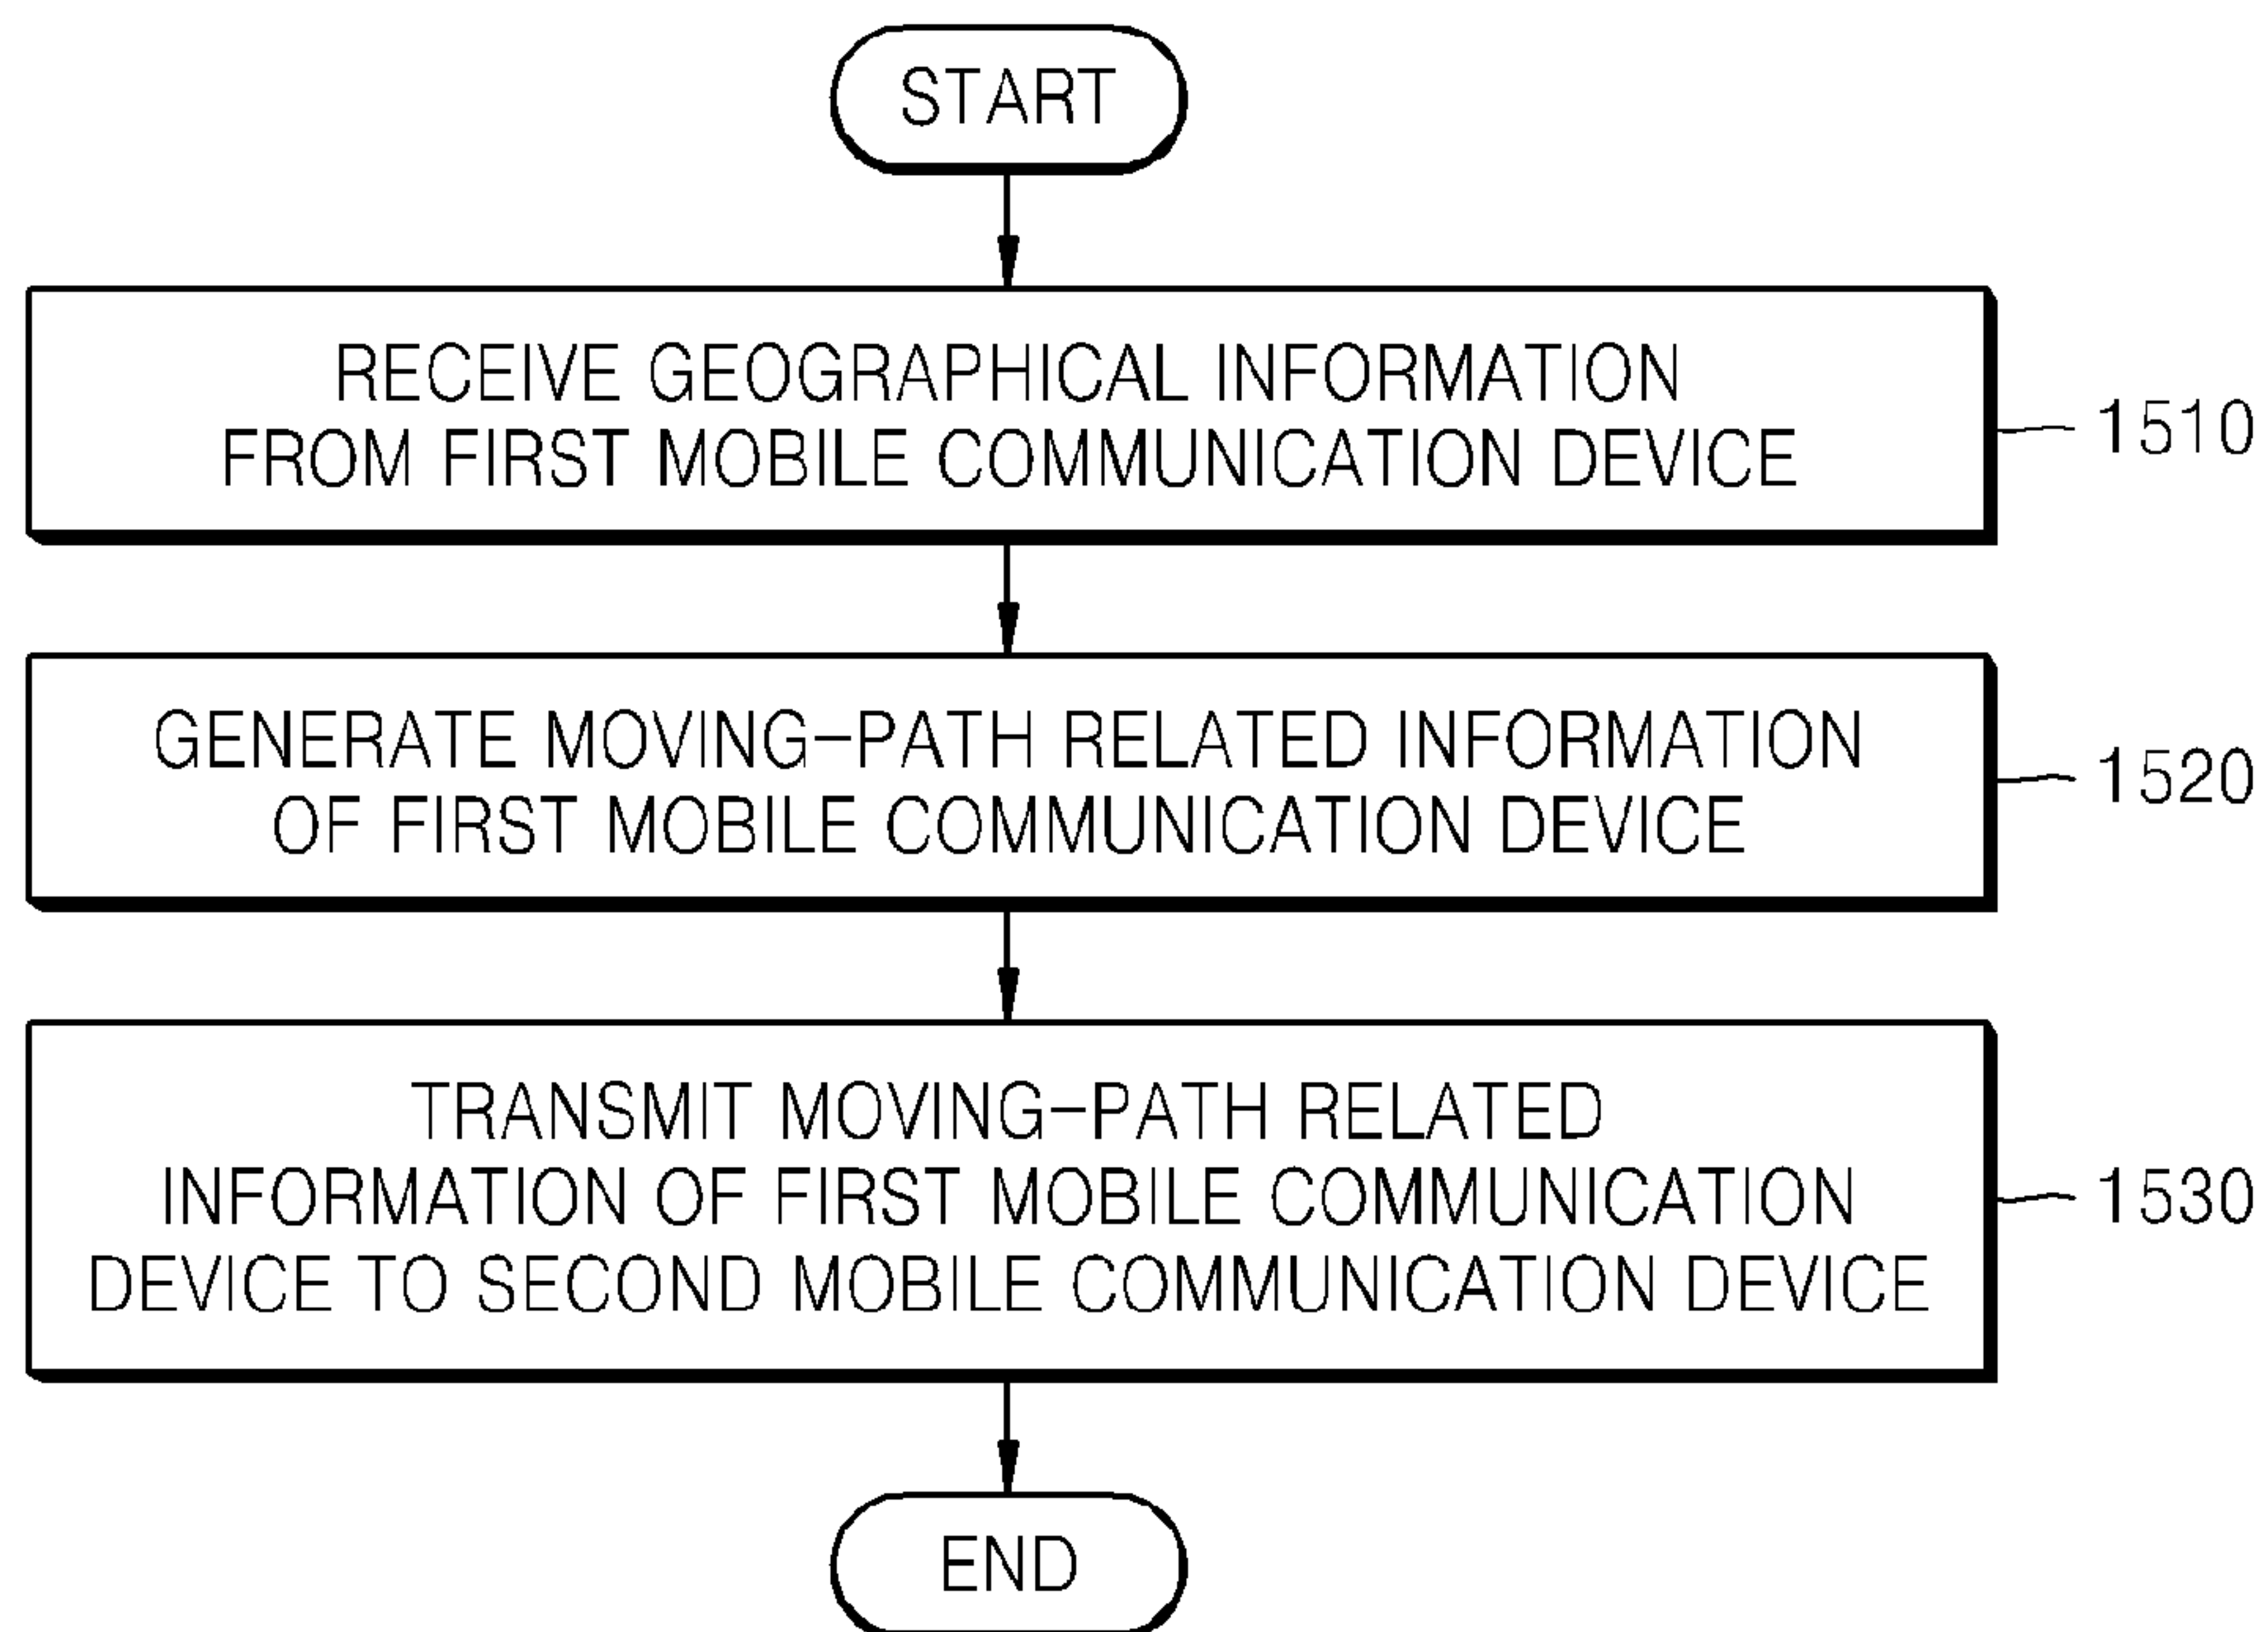 START
RECEIVE GEOGRAPHICAL INFORMATION
FROM FIRST MOBILE COMMUNICATION DEVICE
1510
GENERATE MOVING-PATH RELATED INFORMATION
OF FIRST MOBILE COMMUNICATION DEVICE
1520
TRANSMIT MOVING-PATH RELATED
INFORMATION OF FIRST MOBILE COMMUNICATION
DEVICE TO SECOND MOBILE COMMUNICATION DEVICE
1530
END